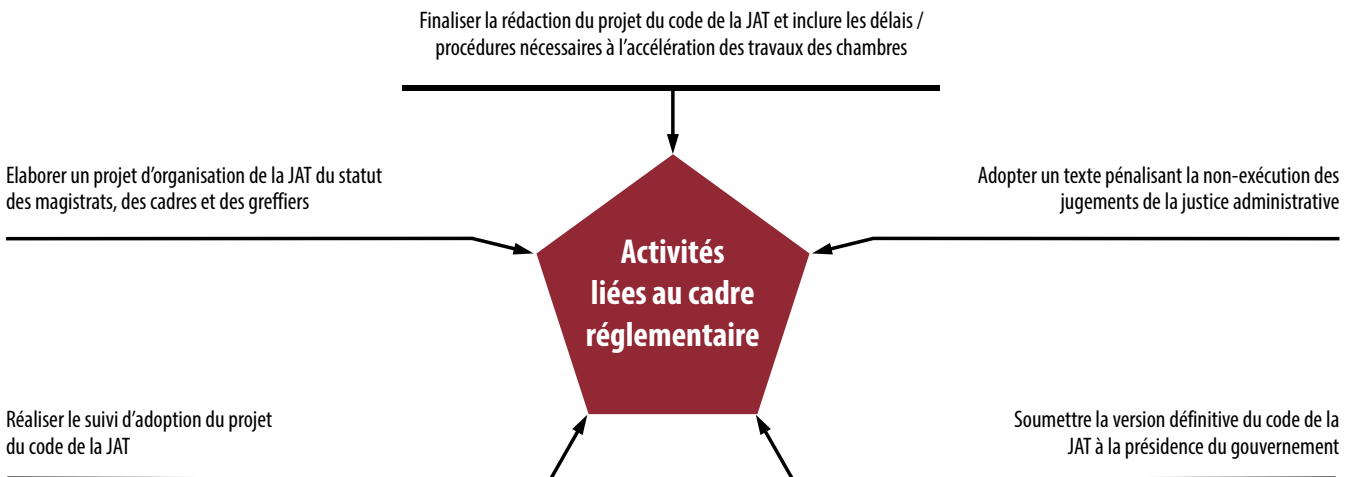 Finaliser la rédaction du projet du code de la JAT et inclure les délais /
procédures nécessaires à l’accélération des travaux des chambres
Elaborer un projet d’organisation de la JAT du statut
des magistrats, des cadres et des greffiers
Adopter un texte pénalisant la non-exécution des
jugements de la justice administrative
Activités
liées au cadre
réglementaire
Réaliser le suivi d’adoption du projet
du code de la JAT
Soumettre la version définitive du code de la
JAT à la présidence du gouvernement